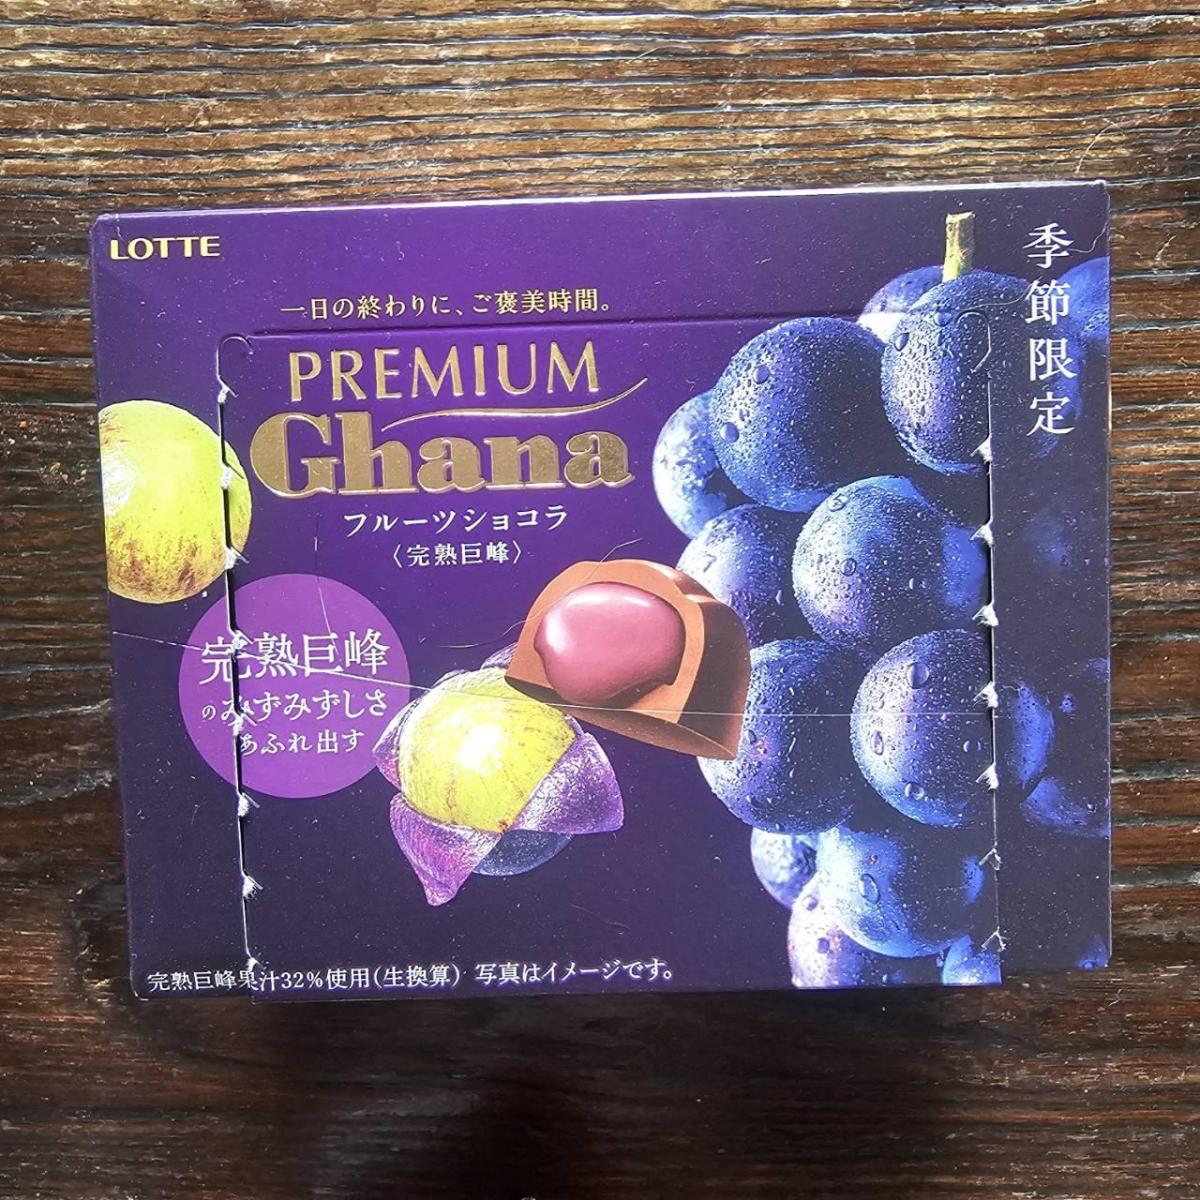 LOTTE
一日の終わりに、ご褒美時間。
PREMIUM
Ghana
フルーツショコラ
〈完熟巨峰〉
季節限定
完熟巨峰
のみずみずしさ
あふれ出す
完熟巨峰果汁32%使用(生換算) 写真はイメージです。